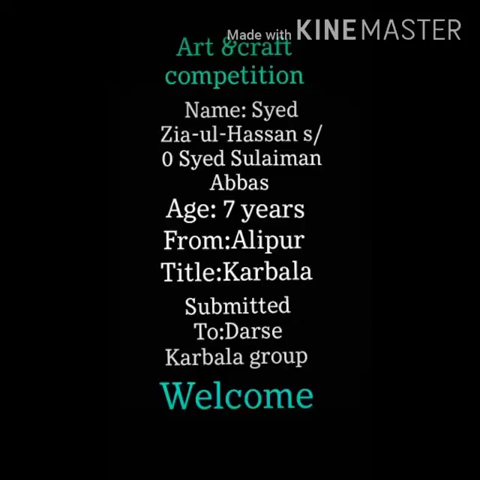 Made with KINEMASTER
Art &craft
competition
Name: Syed
Zia-ul-Hassan s/
0 Syed Sulaiman
Abbas
Age: 7 years
From:Alipur
Title:Karbala
Submitted
To:Darse
Karbala group
Welcome